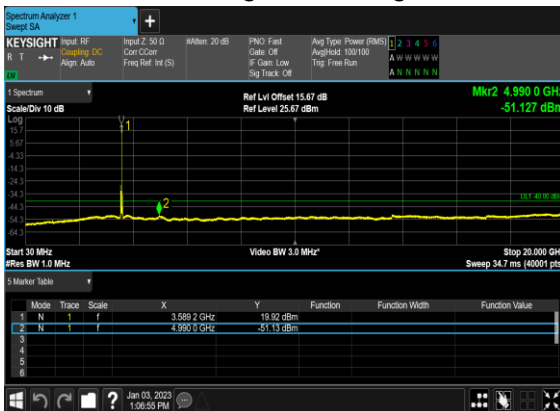 Spectrum Analyzer 1
Swept SA
+
KEYSIGHT Input: RF Input Z: 50 Ω #Atten: 20 dB PNO: Fast Avg Type: Power (RMS) 1 2 3 4 5 6
R T Coupling: DC Corr CCorr Gate: Off Avg|Hold: 100/100 A W W W W W
Align: Auto Freq Ref: Int (S) IF Gain: Low Trig: Free Run
LV Sig Track: Off A N N N N N
1 Spectrum Ref Lvl Offset 15.67 dB Mkr2 4.990 0 GHz
Scale/Div 10 dB Ref Level 25.67 dBm -51.127 dBm
Log
15.7
1
5.67
-4.33
-14.3
-24.3
-34.3
DL1 -40.00 dBm
-44.3
2
-54.3
-64.3
Start 30 MHz Video BW 3.0 MHz* Stop 20.000 GH
#Res BW 1.0 MHz Sweep 34.7 ms (40001 pts
5 Marker Table
Mode Trace Scale X Y Function Function Width Function Value
1 N 1 f 3.589 2 GHz 19.92 dBm
2 N 1 f 4.990 0 GHz -51.13 dBm
3
4
5
6
? Jan 03, 2023
1:06:55 PM